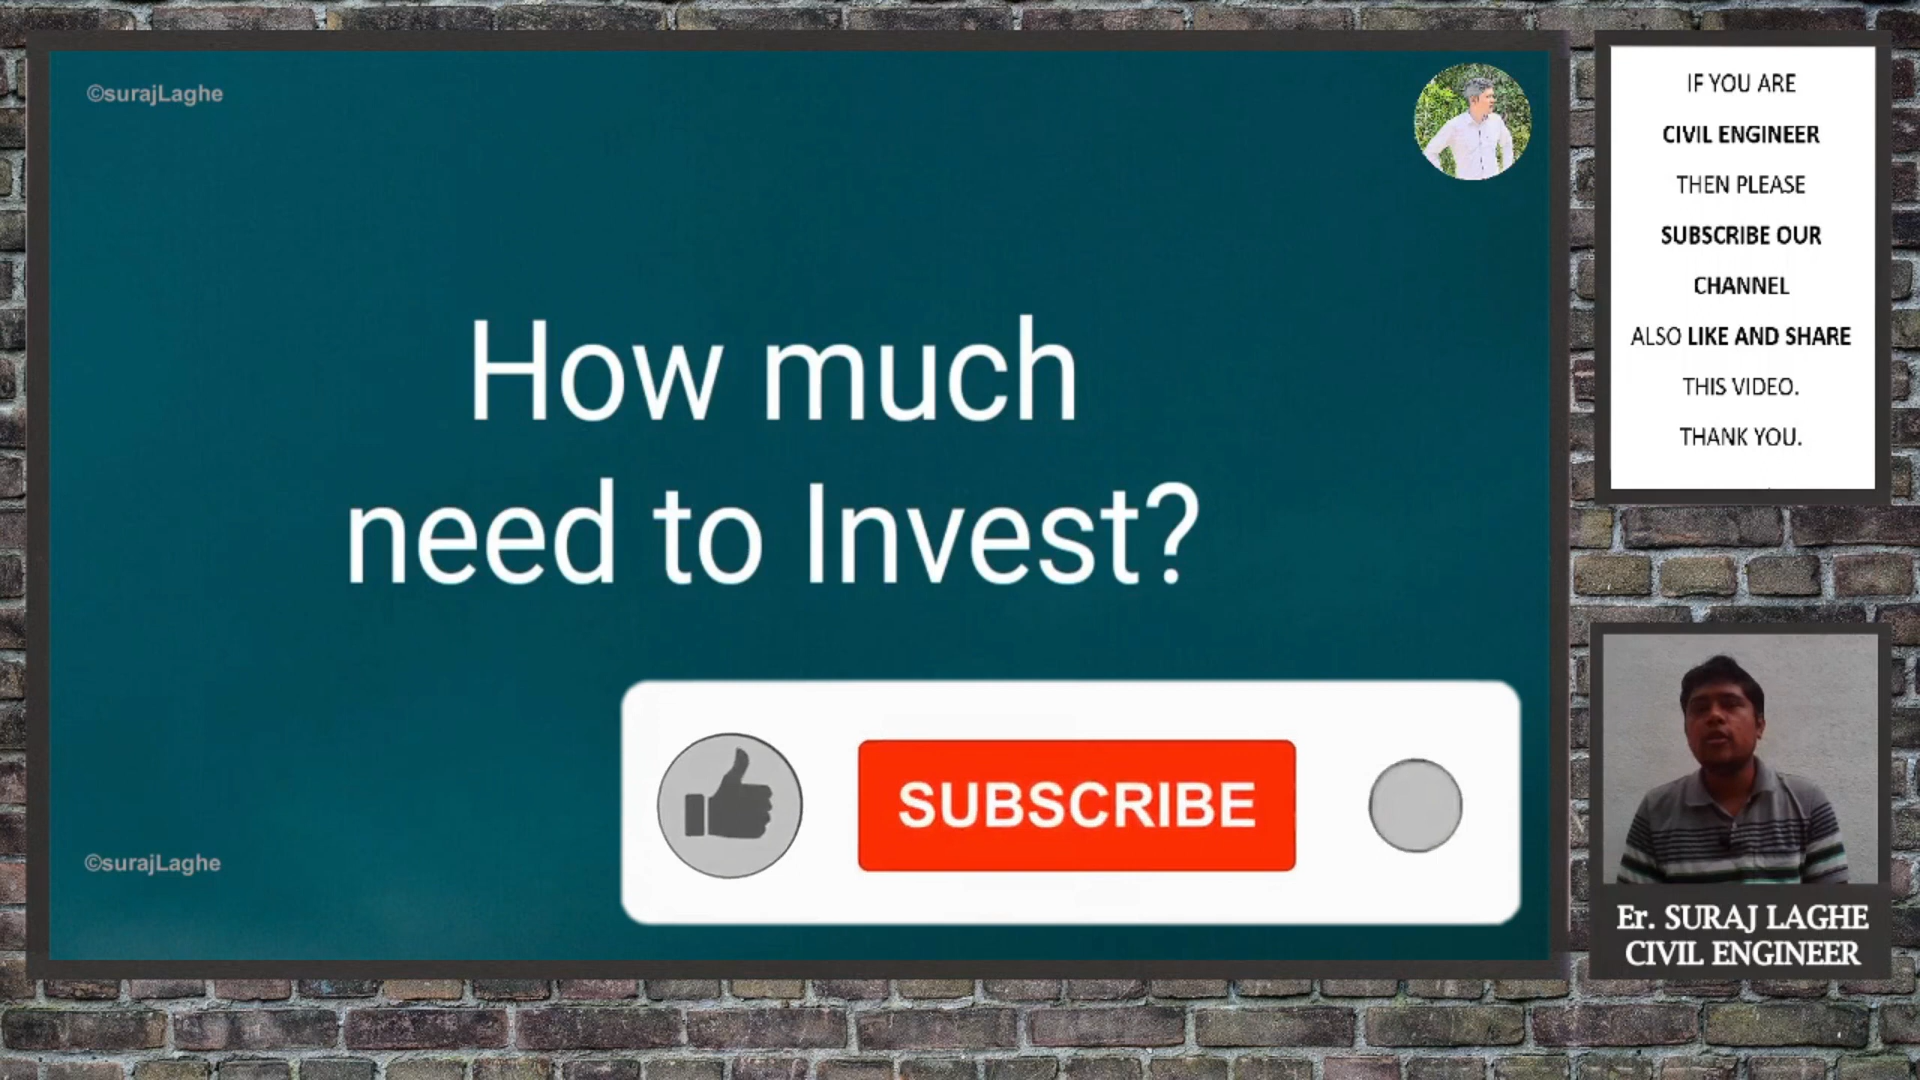 ©surajLaghe
How much
need to Invest?
SUBSCRIBE
©surajLaghe
IF YOU ARE
CIVIL ENGINEER
THEN PLEASE
SUBSCRIBE OUR
CHANNEL
ALSO LIKE AND SHARE
THIS VIDEO.
THANK YOU.
Er. SURAJ LAGHE
CIVIL ENGINEER